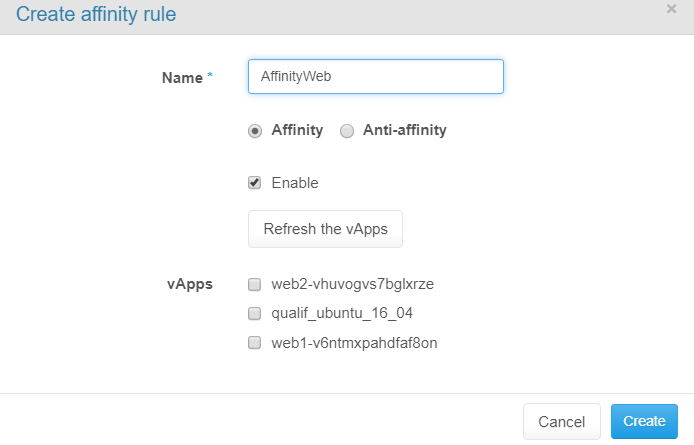 Create affinity rule
Name *
AffinityWeb
Affinity Anti-affinity
Enable
Refresh the vApps
vApps
web2-vhuvogvs7bglxrze
qualif_ubuntu_16_04
web1-v6ntmxpahdfaf8on
Cancel Create